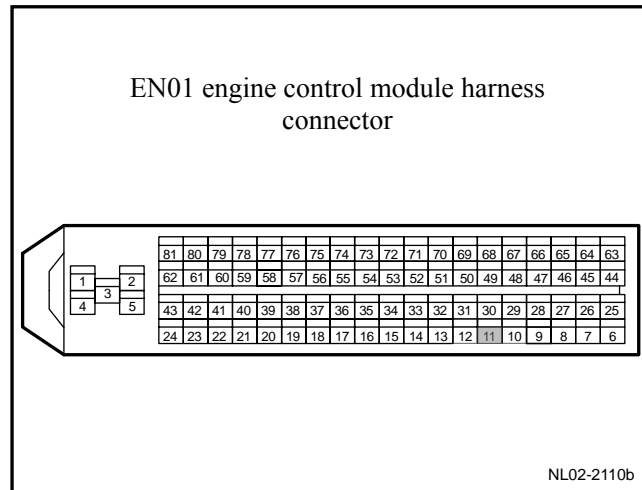 EN01 engine control module harness
connector
81 80 79 78 77 76 75 74 73 72 71 70 69 68 67 66 65 64 63
1 2 62 61 60 59 58 57 56 55 54 53 52 51 50 49 48 47 46 45 44
3
4 5 43 42 41 40 39 38 37 36 35 34 33 32 31 30 29 28 27 26 25
24 23 22 21 20 19 18 17 16 15 14 13 12 11 10 9 8 7 6
NL02-2110b